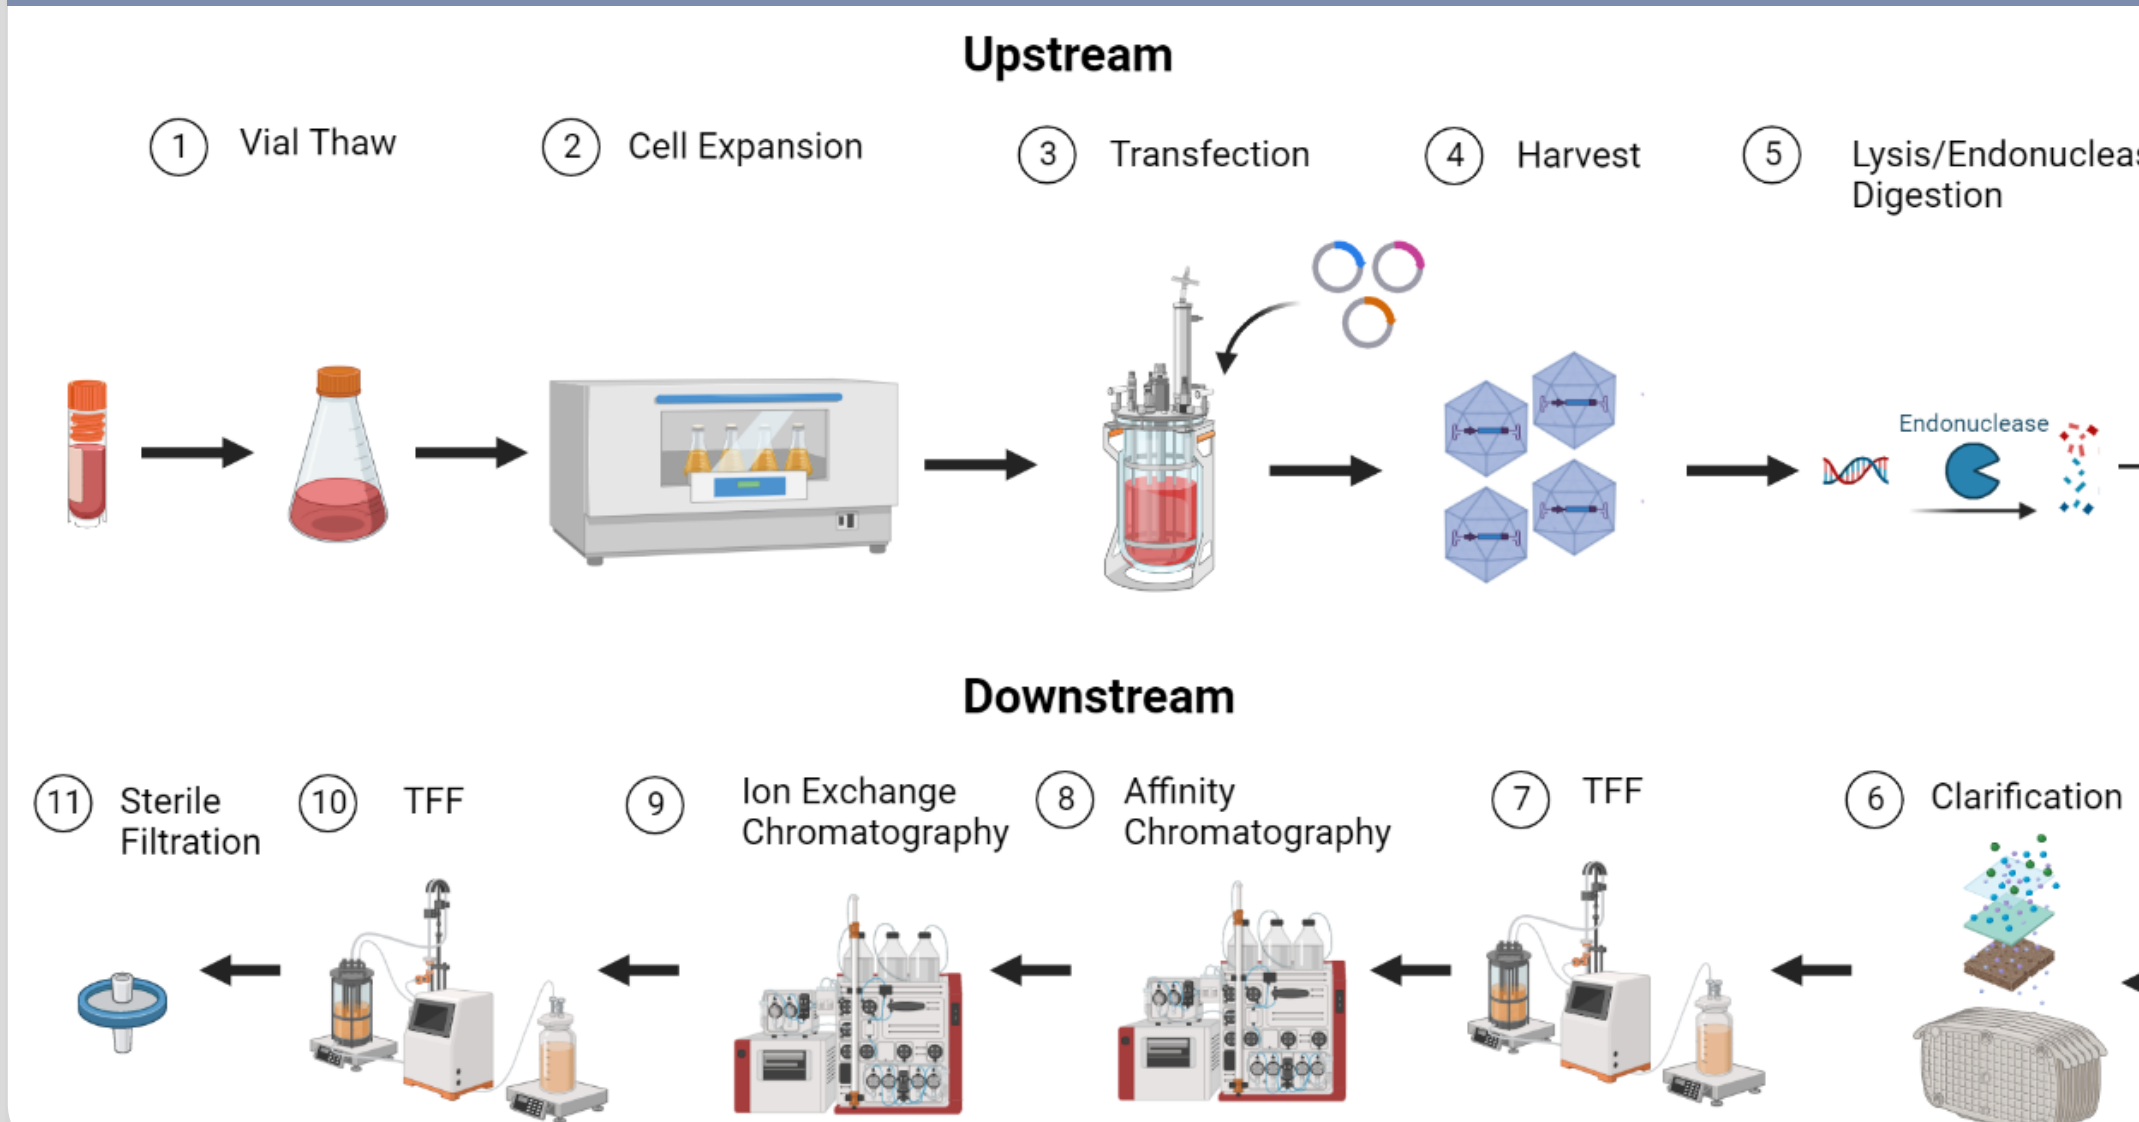 Upstream
1 Vial Thaw
2 Cell Expansion
3 Transfection
4 Harvest
5 Lysis/Endonucleas
Digestion
Endonuclease
Downstream
11 Sterile
Filtration
10 TFF
9 Ion Exchange
Chromatography
8 Affinity
Chromatography
7 TFF
6 Clarification